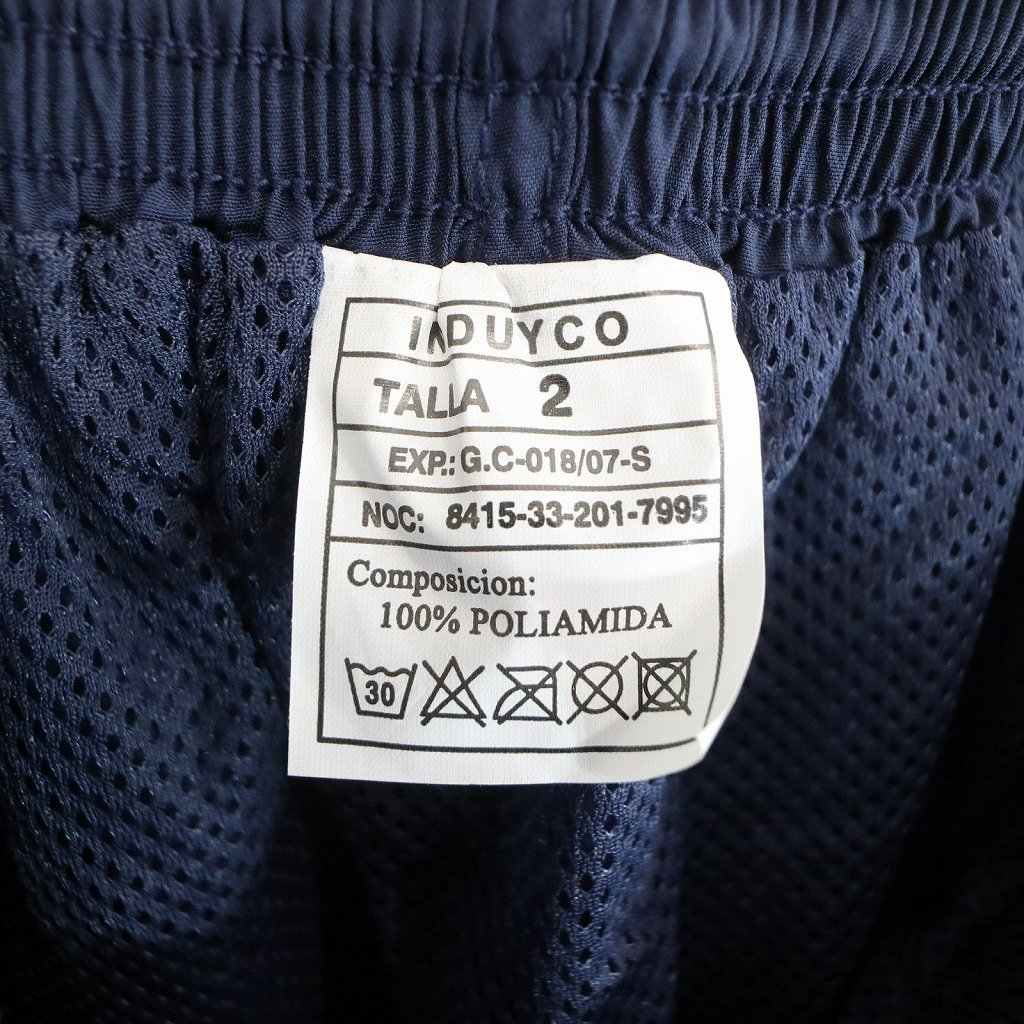 INDUYCO
TALLA 2
EXP.: G.C-018/07-S
NOC: 8415-33-201-7995
Composicion:
100% POLIAMIDA
30